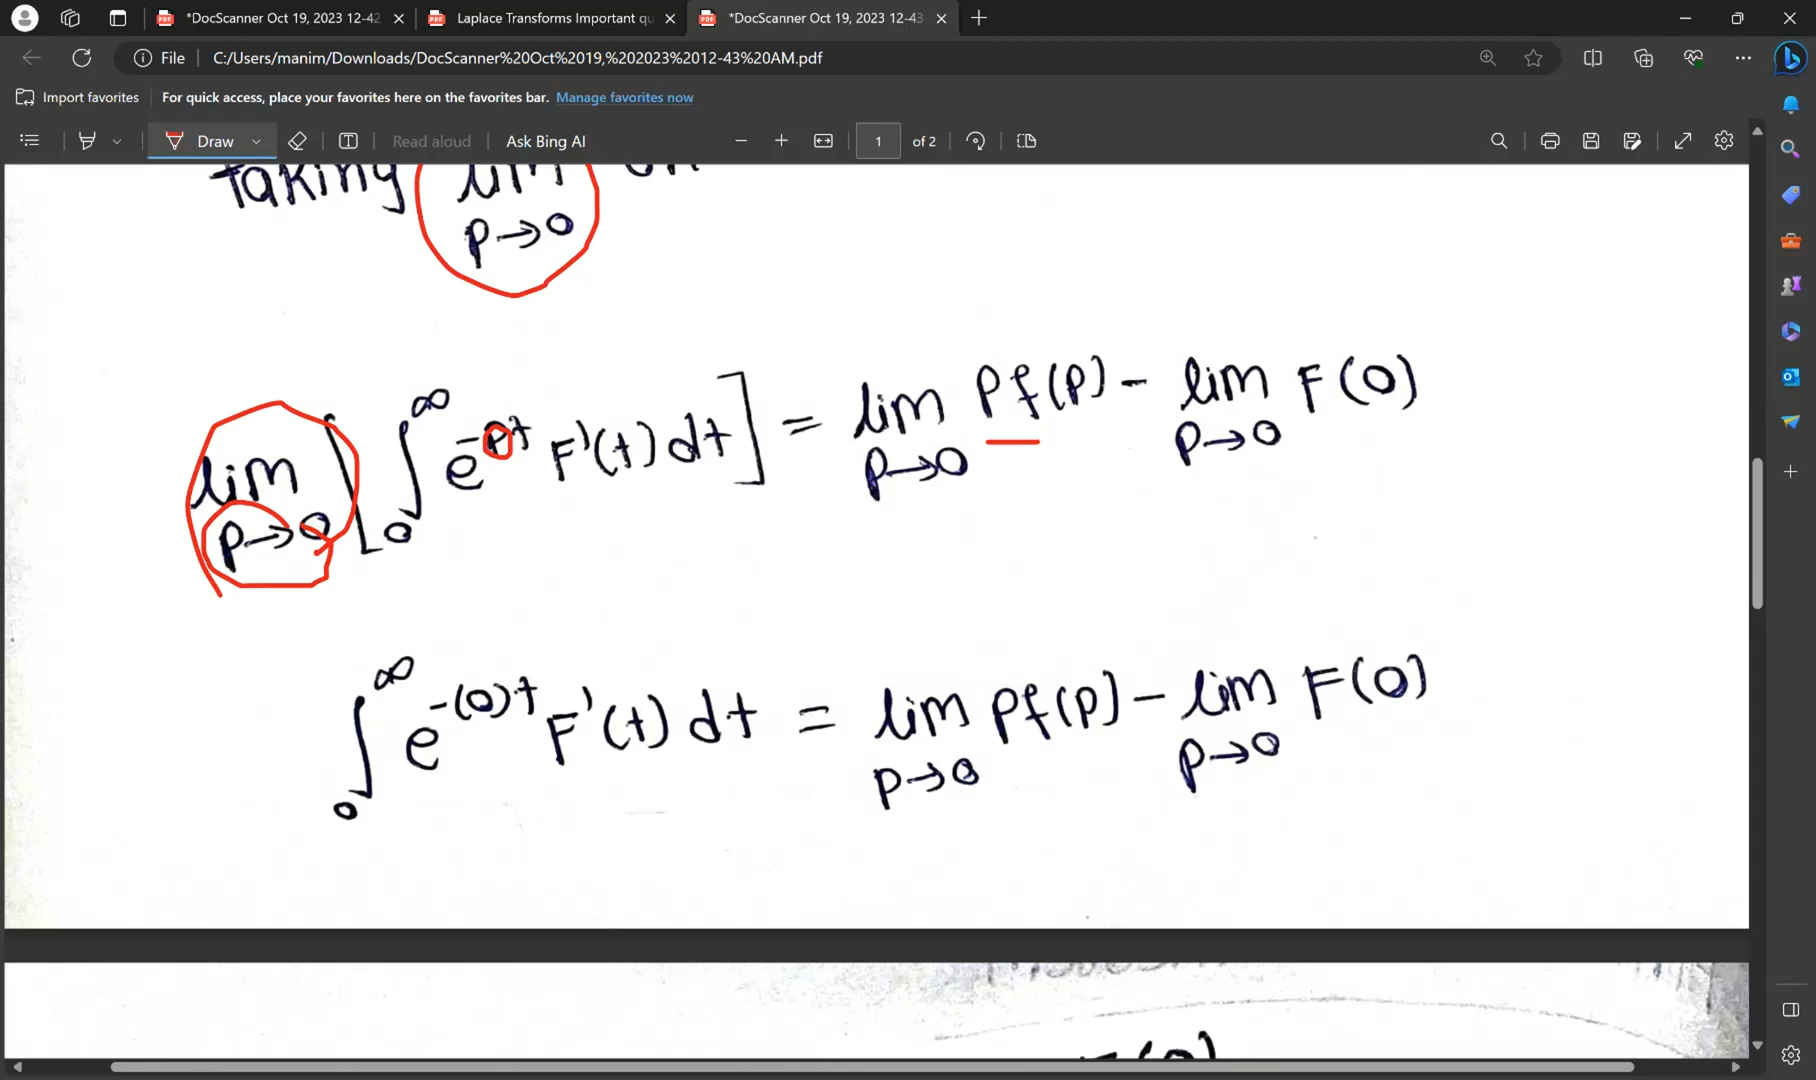 *DocScanner Oct 19, 2023 12-42
Laplace Transforms Important qu
*DocScanner Oct 19, 2023 12-43
File
C:/Users/manim/Downloads/DocScanner%20Oct%2019,%202023%2012-43%20AM.pdf
Import favorites
For quick access, place your favorites here on the favorites bar. Manage favorites now
Draw
Read aloud
Ask Bing AI
1 of 2
taking lim
p→0
lim p→0 [∫₀^∞ e^-pt F'(t) dt] = lim p→0 Pf(p) - lim p→0 F(0)
∫₀^∞ e^-(0)t F'(t) dt = lim p→0 pf(p) - lim p→0 F(0)